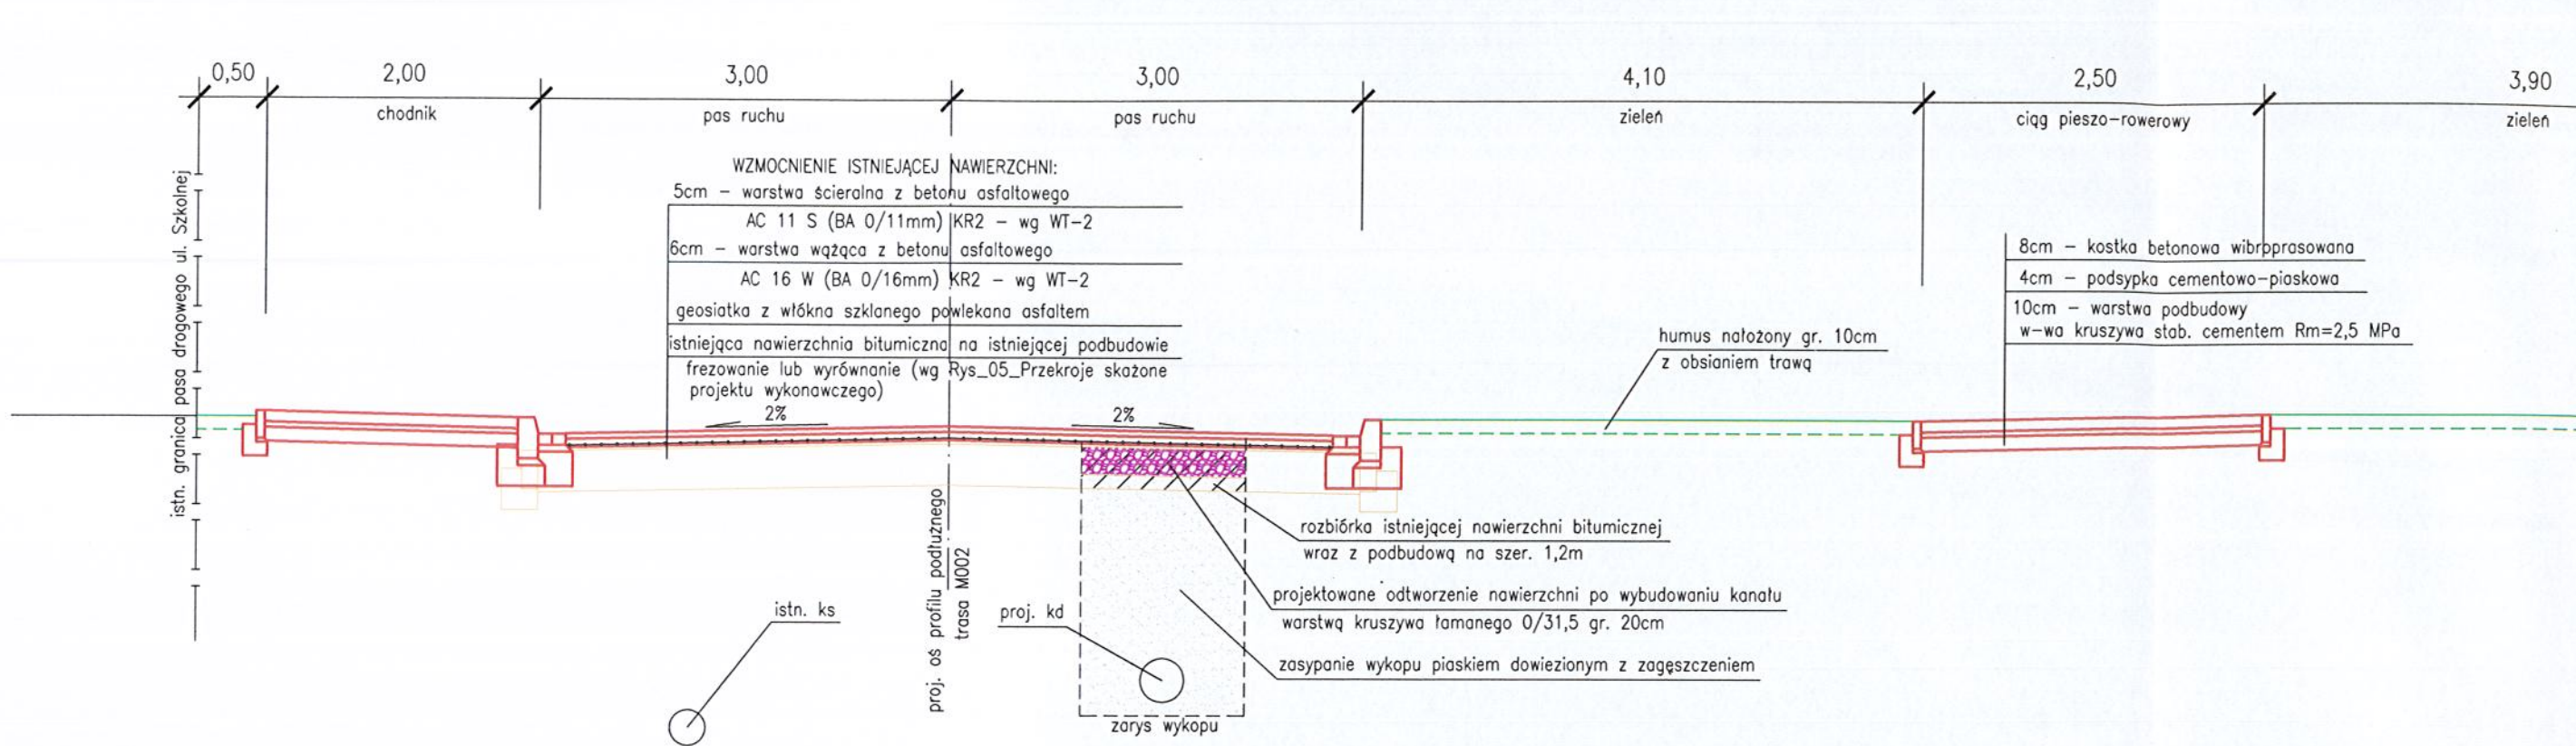 0,50
2,00
3,00
3,00
4,10
2,50
3,90
chodnik
pas ruchu
pas ruchu
zieleń
ciąg pieszo-rowerowy
zieleń
istn. granica pasa drogowego ul. Szkolnej
WZMOCNIENIE ISTNIEJĄCEJ NAWIERZCHNI:
5cm – warstwa ścieralna z betonu asfaltowego
AC 11 S (BA 0/11mm) KR2 – wg WT-2
6cm – warstwa wążąca z betonu asfaltowego
AC 16 W (BA 0/16mm) KR2 – wg WT-2
geosiatka z włókna szklanego powlekana asfaltem
istniejąca nawierzchnia bitumiczna na istniejącej podbudowie
frezowanie lub wyrównanie (wg Rys_05_Przekroje skażone
projektu wykonawczego)
2%
2%
humus nałożony gr. 10cm
z obsianiem trawą
8cm – kostka betonowa wibroprasowana
4cm – podsypka cementowo-piaskowa
10cm – warstwa podbudowy
w-wa kruszywa stab. cementem Rm=2,5 MPa
proj. oś profilu podłużnego
trasa M002
istn. ks
proj. kd
rozbiórka istniejącej nawierzchni bitumicznej
wraz z podbudową na szer. 1,2m
projektowane odtworzenie nawierzchni po wybudowaniu kanału
warstwą kruszywa łamanego 0/31,5 gr. 20cm
zasypanie wykopu piaskiem dowiezionym z zagęszczeniem
zarys wykopu